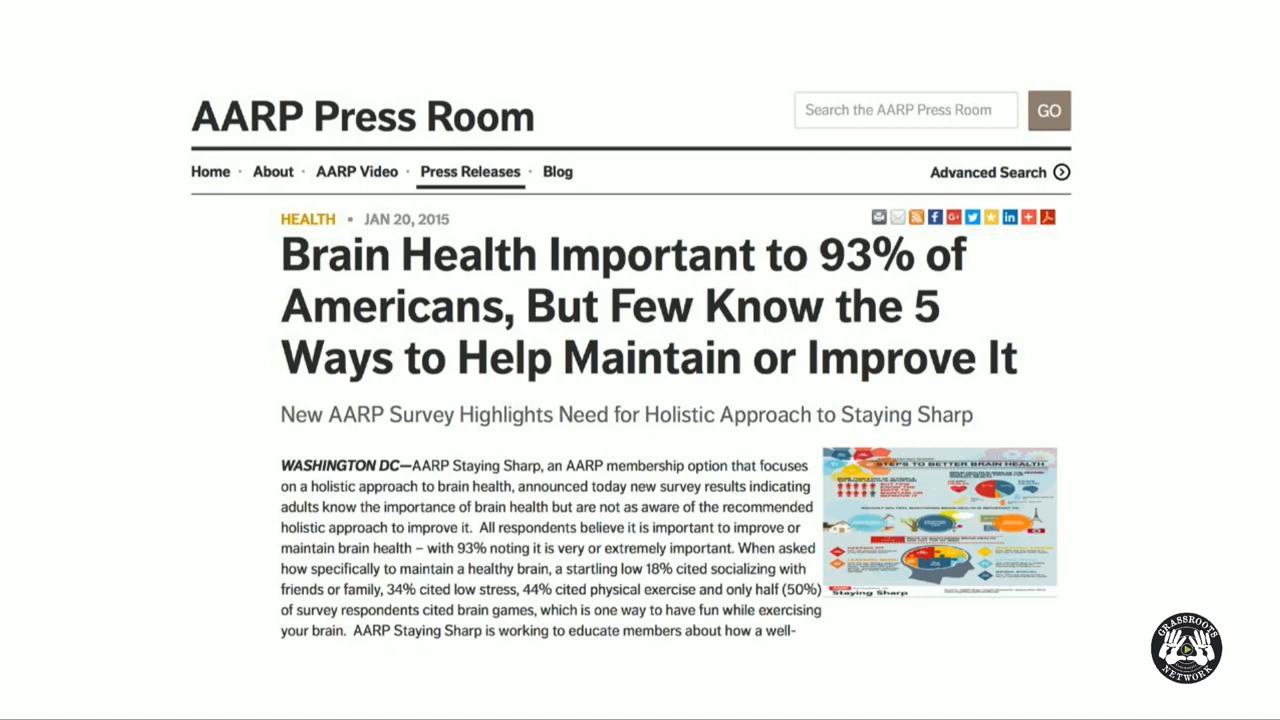 AARP Press Room
Search the AARP Press Room
GO
Home · About · AARP Video · Press Releases · Blog
Advanced Search
HEALTH • JAN 20, 2015
Brain Health Important to 93% of
Americans, But Few Know the 5
Ways to Help Maintain or Improve It
New AARP Survey Highlights Need for Holistic Approach to Staying Sharp
WASHINGTON DC—AARP Staying Sharp, an AARP membership option that focuses
on a holistic approach to brain health, announced today new survey results indicating
adults know the importance of brain health but are not as aware of the recommended
holistic approach to improve it. All respondents believe it is important to improve or
maintain brain health – with 93% noting it is very or extremely important. When asked
how specifically to maintain a healthy brain, a startling low 18% cited socializing with
friends or family, 34% cited low stress, 44% cited physical exercise and only half (50%)
of survey respondents cited brain games, which is one way to have fun while exercising
your brain. AARP Staying Sharp is working to educate members about how a well-
STEPS TO BETTER BRAIN HEALTH
Staying Sharp
GRASSROOTS
NETWORK